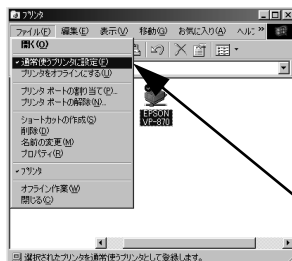 プリンタ
ファイル(F) 編集(E) 表示(V) 移動(G) お気に入り(A) ヘルプ »
開く(O)
通常使うプリンタに設定(F)
プリンタをオフラインにする(U)
プリンタ ポートの割り当て(P)...
プリンタ ポートの解除(N)...
ショートカットの作成(S)
削除(D)
名前の変更(M)
プロパティ(R)
プリンタ
オフライン作業(W)
閉じる(C)
EPSON
VP-870
選択されたプリンタを通常使うプリンタとして登録します。